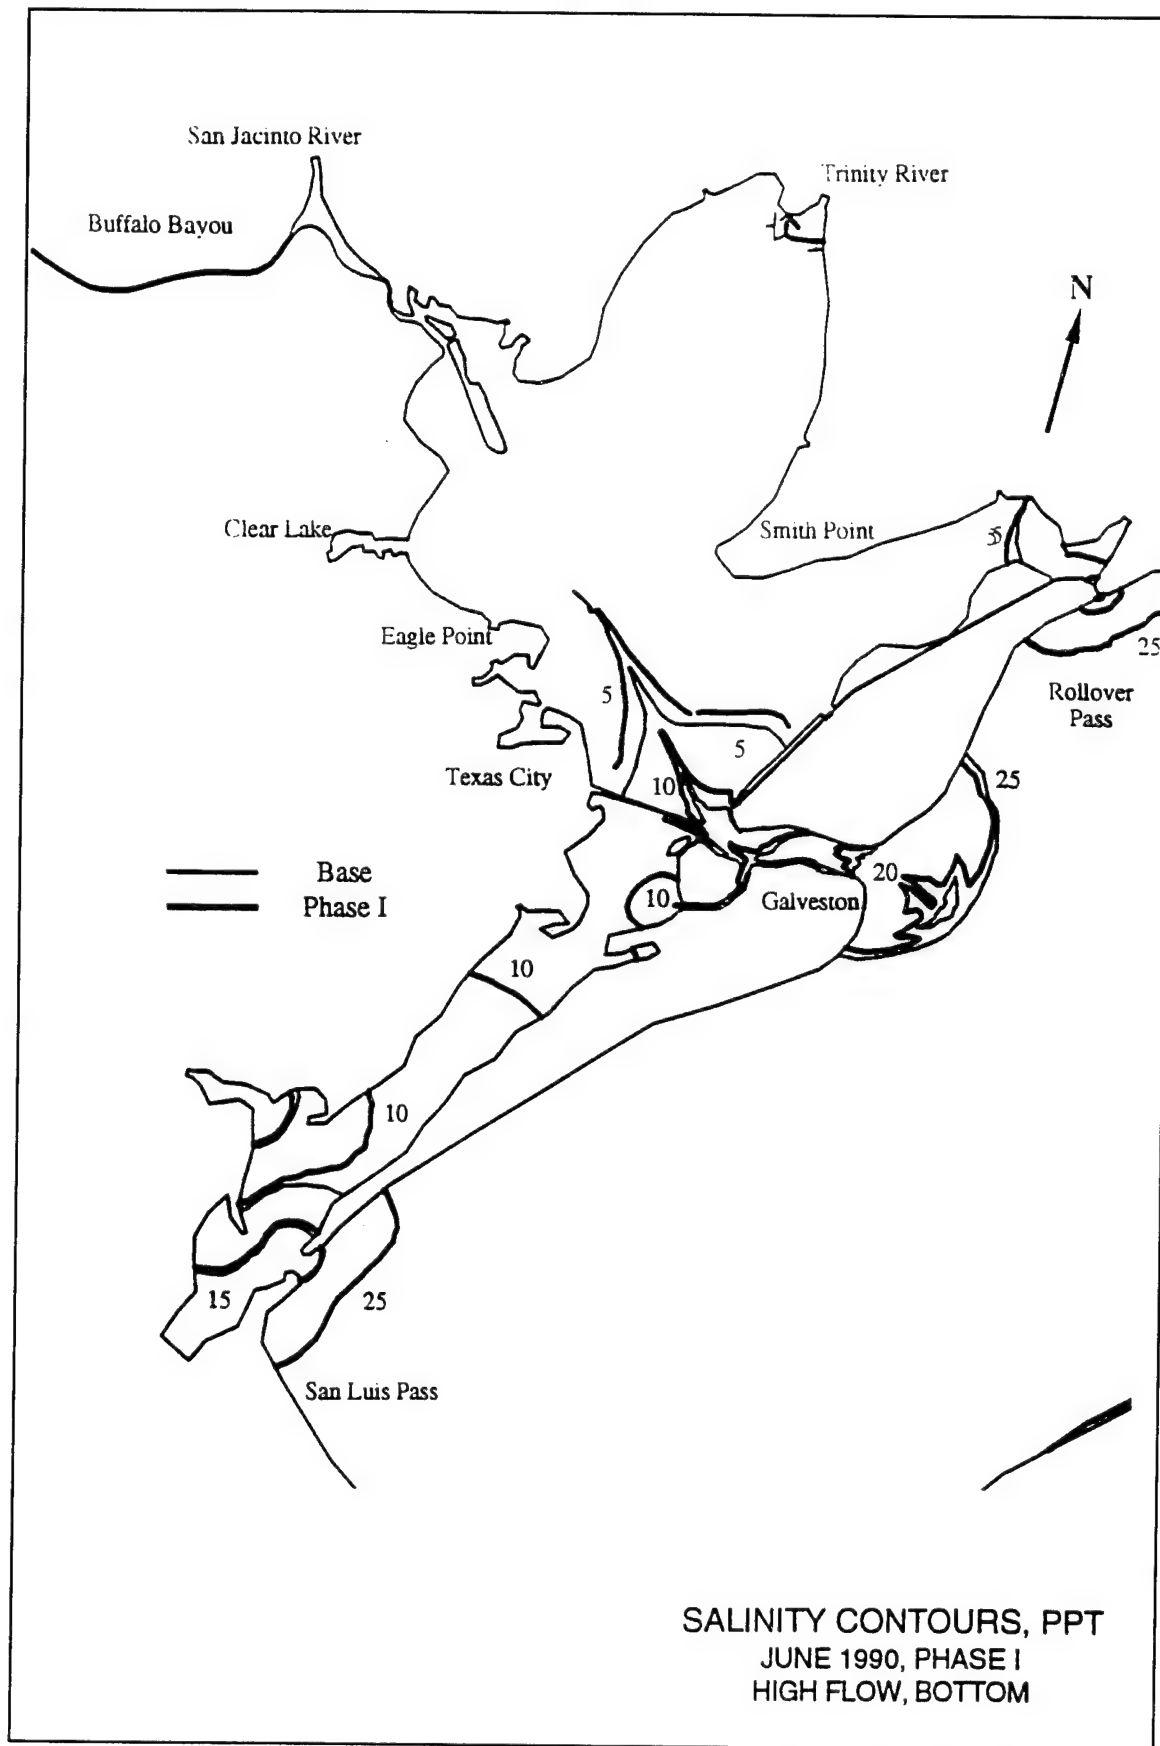 San Jacinto River
Trinity River
Buffalo Bayou
N
Clear Lake
Smith Point
55
Eagle Point
25
5
Rollover
Pass
5
Texas City
10
25
Base
20
Phase I
10
Galveston
10
10
15
25
San Luis Pass
SALINITY CONTOURS, PPT
JUNE 1990, PHASE I
HIGH FLOW, BOTTOM